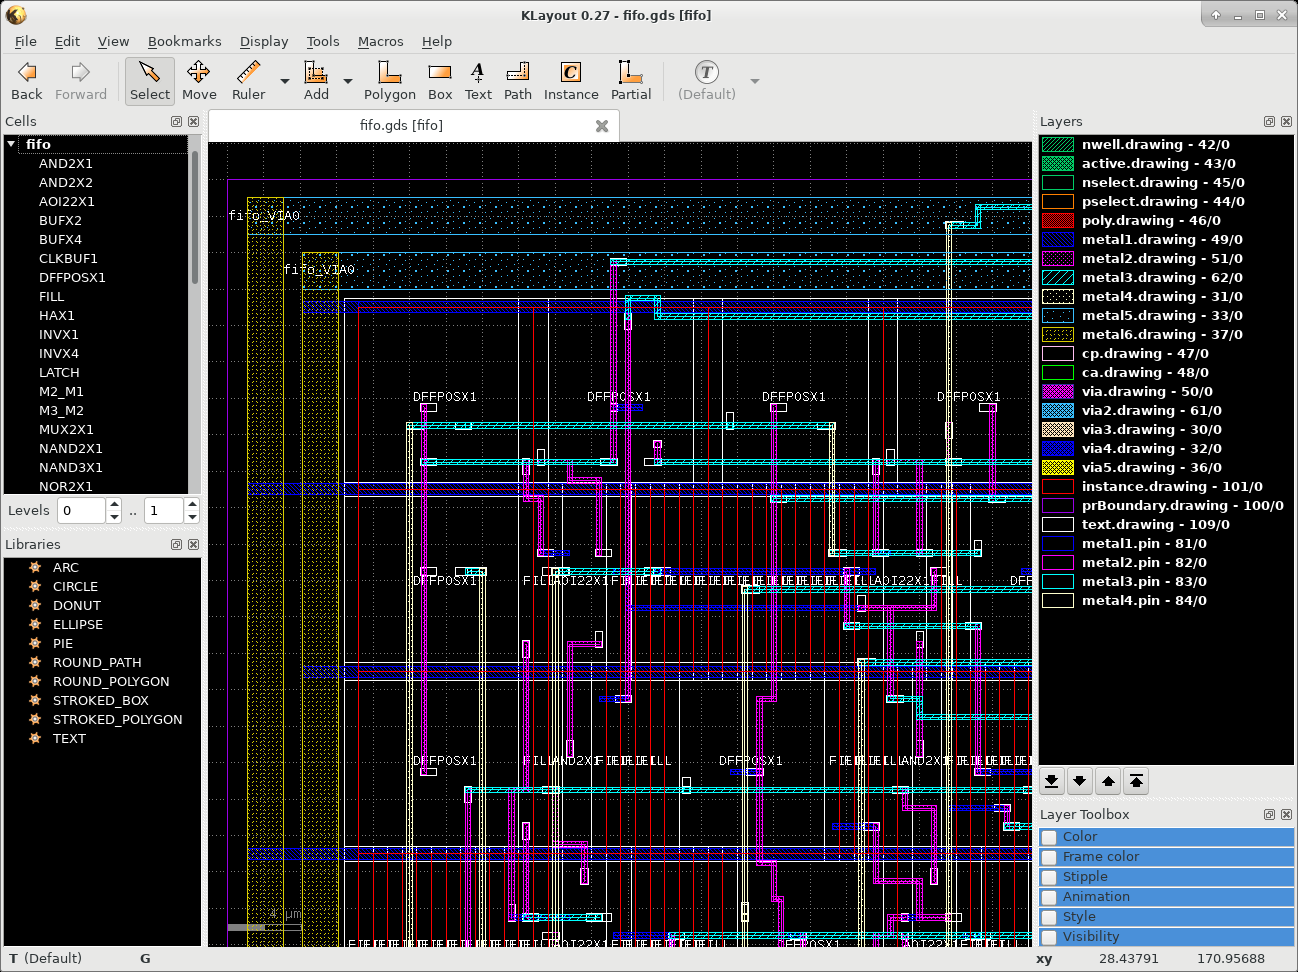 KLayout 0.27 - fifo.gds [fifo]
File Edit View Bookmarks Display Tools Macros Help
Back Forward Select Move Ruler Add Polygon Box Text Path Instance Partial (Default)
Cells
fifo
AND2X1
AND2X2
AOI22X1
BUFX2
BUFX4
CLKBUF1
DFFPOSX1
FILL
HAX1
INVX1
INVX4
LATCH
M2_M1
M3_M2
MUX2X1
NAND2X1
NAND3X1
NOR2X1
Levels 0 .. 1
Libraries
ARC
CIRCLE
DONUT
ELLIPSE
PIE
ROUND_PATH
ROUND_POLYGON
STROKED_BOX
STROKED_POLYGON
TEXT
fifo.gds [fifo]
fifo_VIA0
fifo_VIA0
DFFPOSX1 DFFPOSX1 DFFPOSX1 DFFPOSX1
DFFPOSX1 FILL AOI22X1 AOI22X1 FILL
DFFPOSX1 FILL AND2X1 DFFPOSX1 AND2X1
4 µm
AOI22X1 DFFPOSX1 AOI22X1
Layers
nwell.drawing - 42/0
active.drawing - 43/0
nselect.drawing - 45/0
pselect.drawing - 44/0
poly.drawing - 46/0
metal1.drawing - 49/0
metal2.drawing - 51/0
metal3.drawing - 62/0
metal4.drawing - 31/0
metal5.drawing - 33/0
metal6.drawing - 37/0
cp.drawing - 47/0
ca.drawing - 48/0
via.drawing - 50/0
via2.drawing - 61/0
via3.drawing - 30/0
via4.drawing - 32/0
via5.drawing - 36/0
instance.drawing - 101/0
prBoundary.drawing - 100/0
text.drawing - 109/0
metal1.pin - 81/0
metal2.pin - 82/0
metal3.pin - 83/0
metal4.pin - 84/0
Layer Toolbox
Color
Frame color
Stipple
Animation
Style
Visibility
T (Default) G xy 28.43791 170.95688